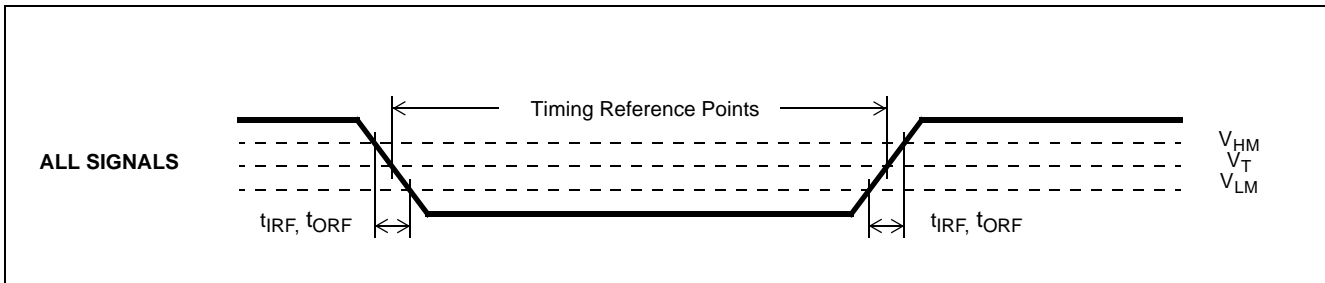 Timing Reference Points
ALL SIGNALS
VHM
VT
VLM
tIRF, tORF
tIRF, tORF